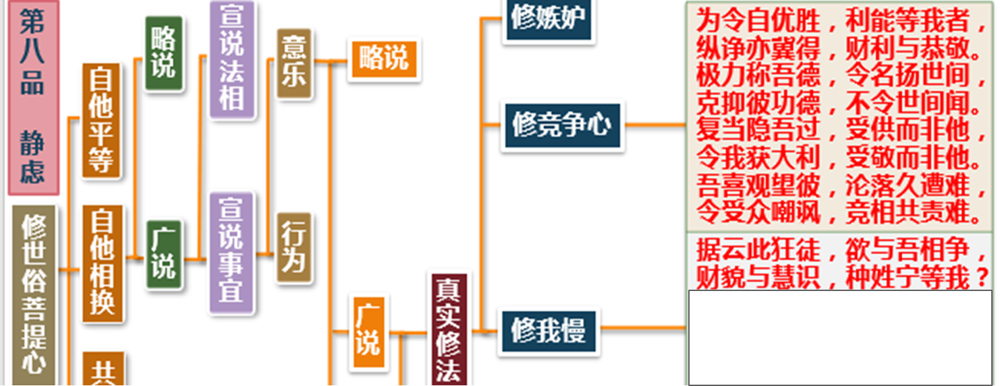 第八品 静虑
修世俗菩提心
自他平等
自他相换
共
略说
广说
宣说法相
宣说事宜
意乐
行为
略说
广说
真实修法
修嫉妒
修竞争心
修我慢
为令自优胜，利能等我者，
纵诤亦冀得，财利与恭敬。
极力称吾德，令名扬世间，
克抑彼功德，不令世间闻。
复当隐吾过，受供而非他，
令我获大利，受敬而非他。
吾喜观望彼，沦落久遭难，
令受众嘲讽，竞相共责难。
据云此狂徒，欲与吾相争，
财貌与慧识，种姓宁等我？